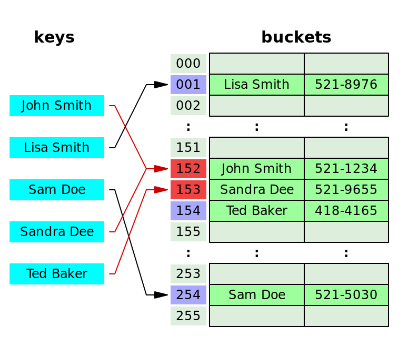 keys buckets
000
001 Lisa Smith 521-8976
002
: : :
John Smith
Lisa Smith
Sam Doe
Sandra Dee
Ted Baker
151
152 John Smith 521-1234
153 Sandra Dee 521-9655
154 Ted Baker 418-4165
155
: : :
253
254 Sam Doe 521-5030
255